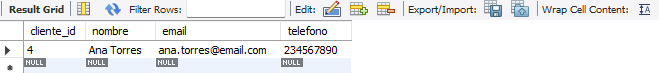 Result Grid Filter Rows: Edit: Export/Import: Wrap Cell Content:
cliente_id nombre email telefono
4 Ana Torres ana.torres@email.com 234567890
NULL NULL NULL NULL